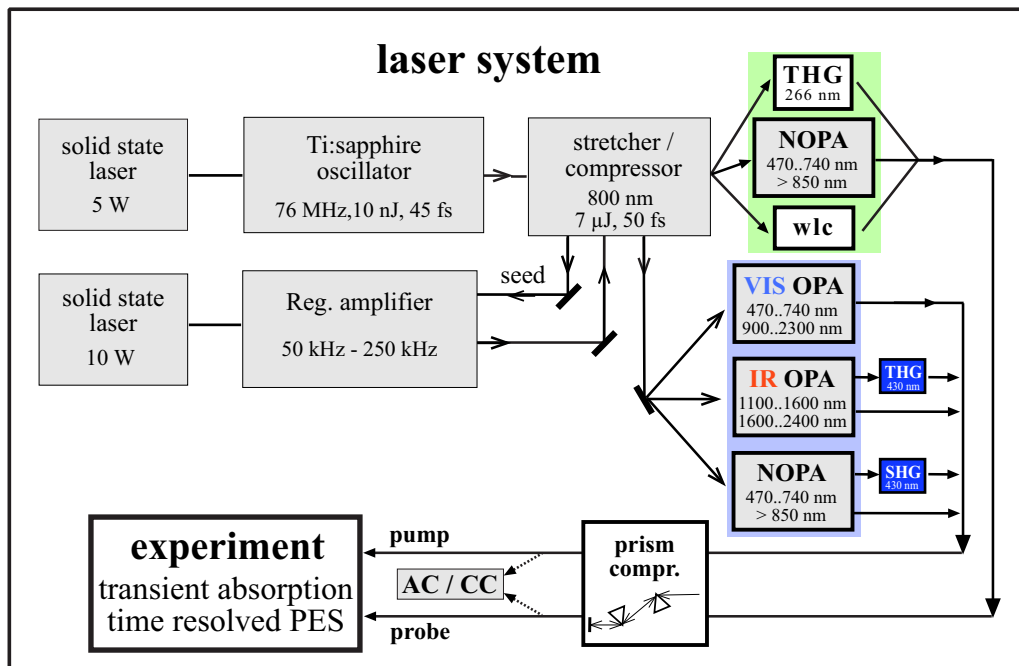 laser system
solid state
laser
5 W
Ti:sapphire
oscillator
76 MHz,10 nJ, 45 fs
stretcher /
compressor
800 nm
7 µJ, 50 fs
THG
266 nm
NOPA
470..740 nm
> 850 nm
wlc
solid state
laser
10 W
Reg. amplifier
50 kHz - 250 kHz
seed
VIS OPA
470..740 nm
900..2300 nm
IR OPA
1100..1600 nm
1600..2400 nm
THG
430 nm
NOPA
470..740 nm
> 850 nm
SHG
430 nm
experiment
transient absorption
time resolved PES
pump
AC / CC
probe
prism
compr.